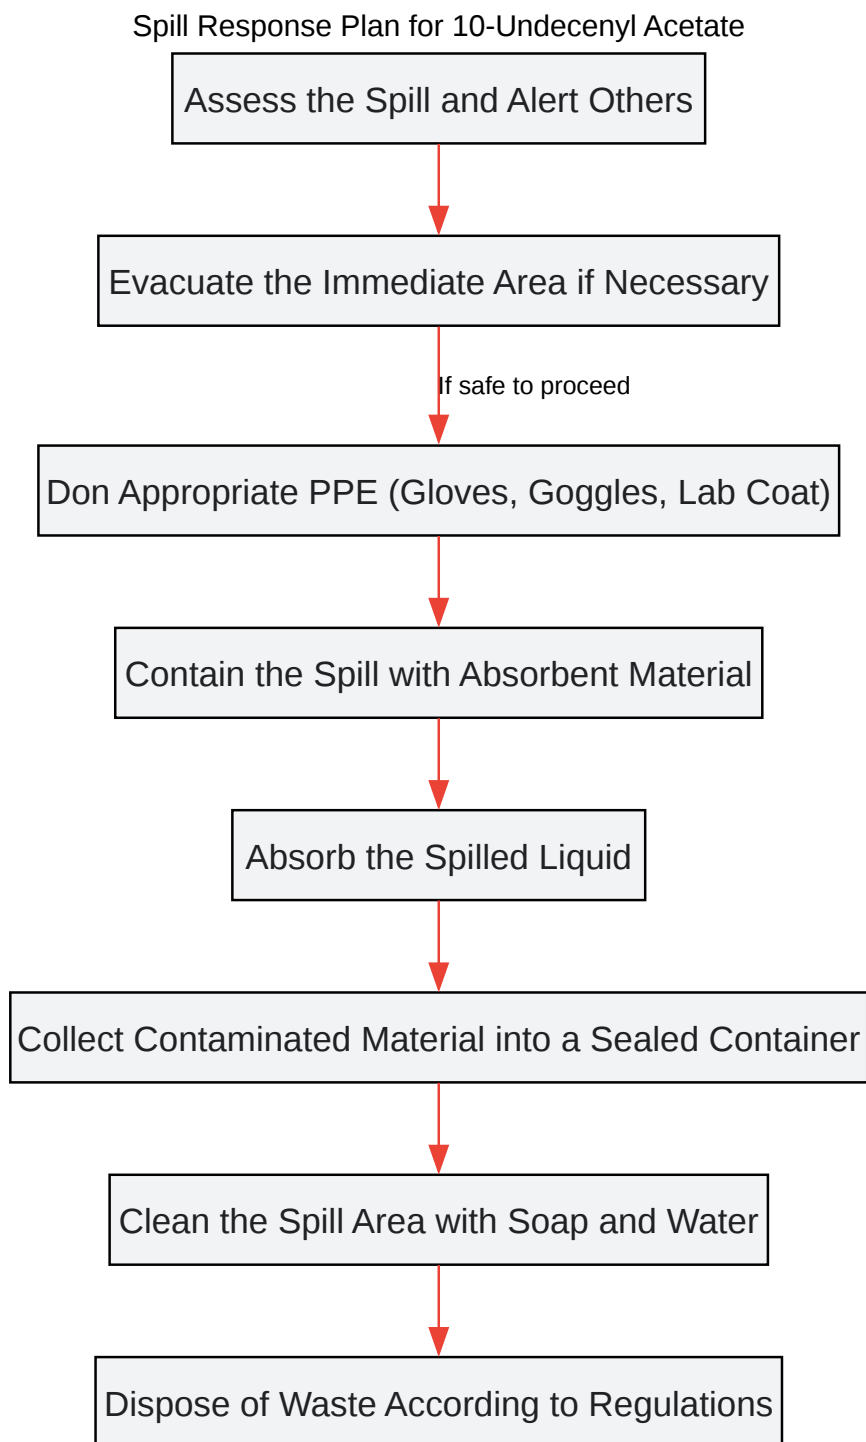 Spill Response Plan for 10-Undecenyl Acetate
Assess the Spill and Alert Others
Evacuate the Immediate Area if Necessary
If safe to proceed
Don Appropriate PPE (Gloves, Goggles, Lab Coat)
Contain the Spill with Absorbent Material
Absorb the Spilled Liquid
Collect Contaminated Material into a Sealed Container
Clean the Spill Area with Soap and Water
Dispose of Waste According to Regulations